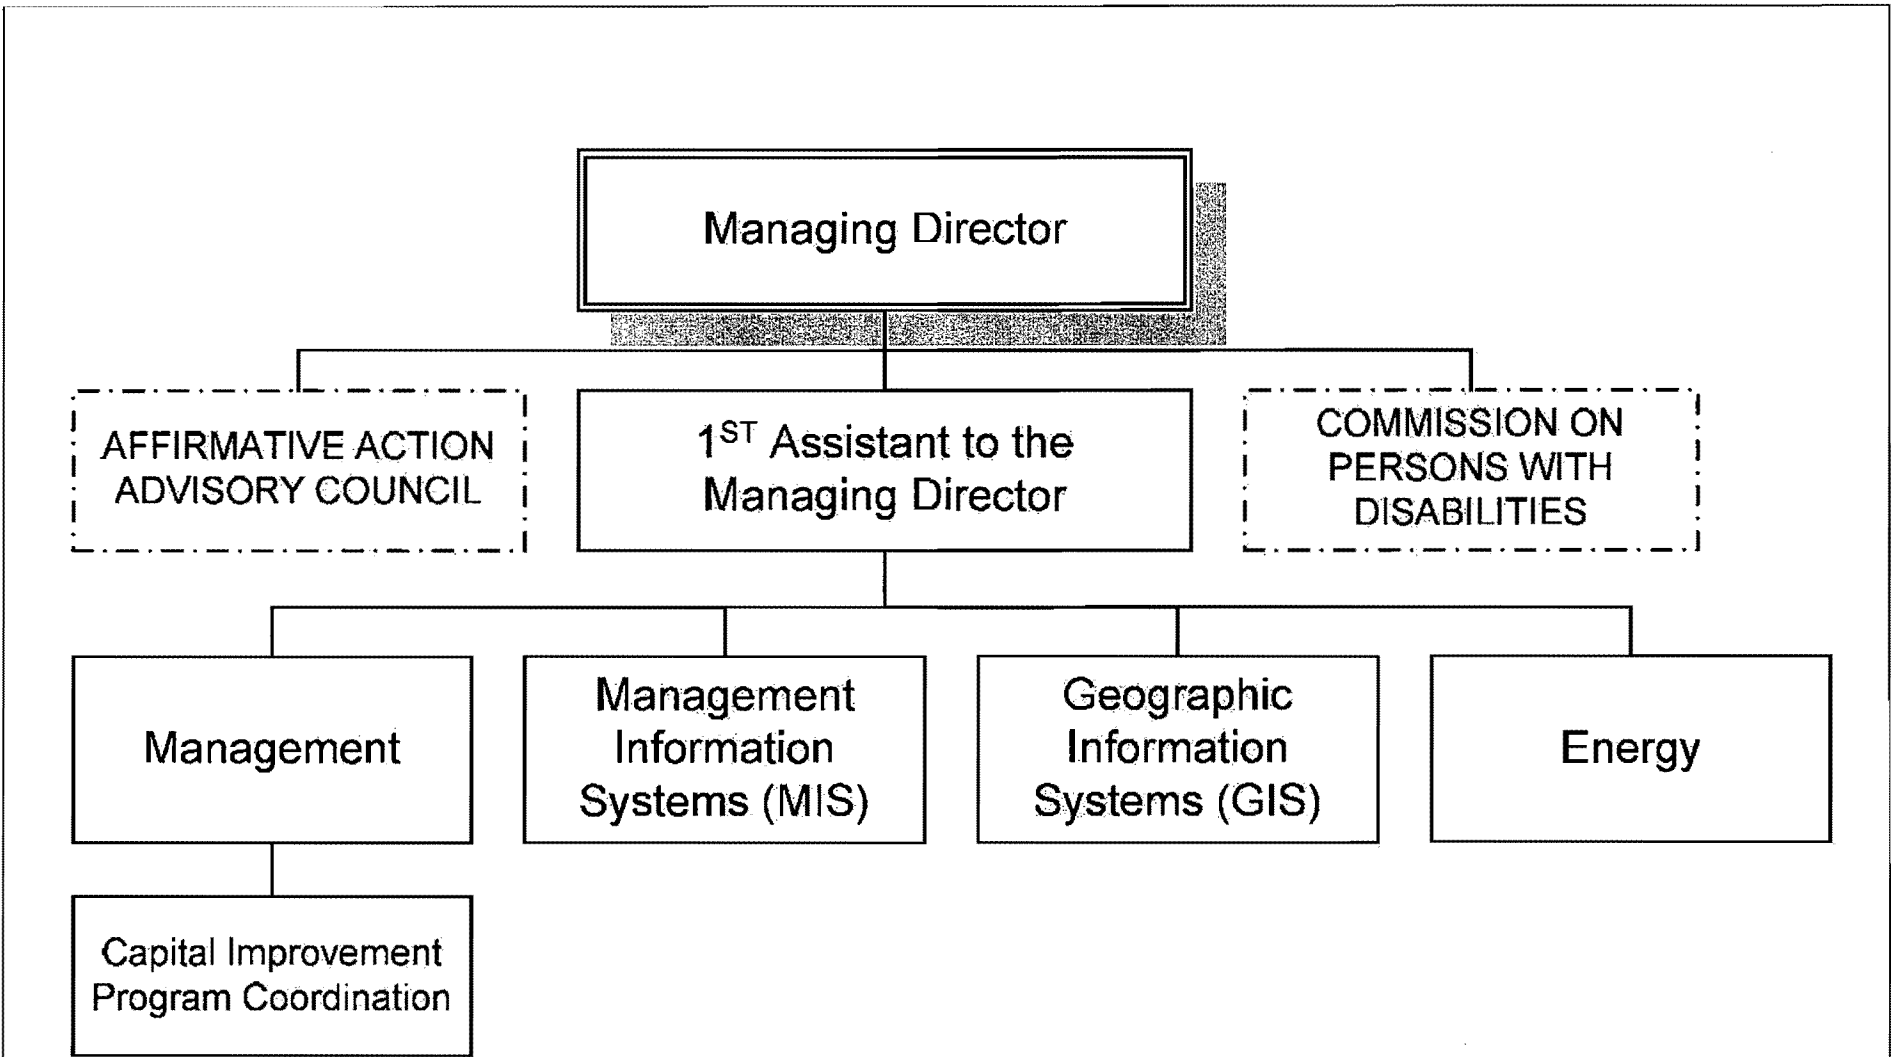 Managing Director
AFFIRMATIVE ACTION
ADVISORY COUNCIL
1ST Assistant to the
Managing Director
COMMISSION ON
PERSONS WITH
DISABILITIES
Management
Management
Information
Systems (MIS)
Geographic
Information
Systems (GIS)
Energy
Capital Improvement
Program Coordination